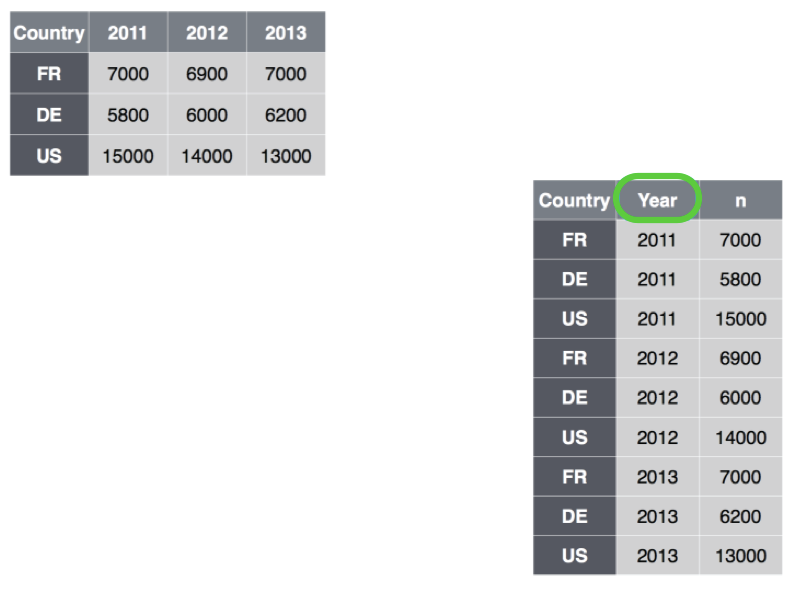 Country 2011 2012 2013
FR 7000 6900 7000
DE 5800 6000 6200
US 15000 14000 13000
Country Year n
FR 2011 7000
DE 2011 5800
US 2011 15000
FR 2012 6900
DE 2012 6000
US 2012 14000
FR 2013 7000
DE 2013 6200
US 2013 13000